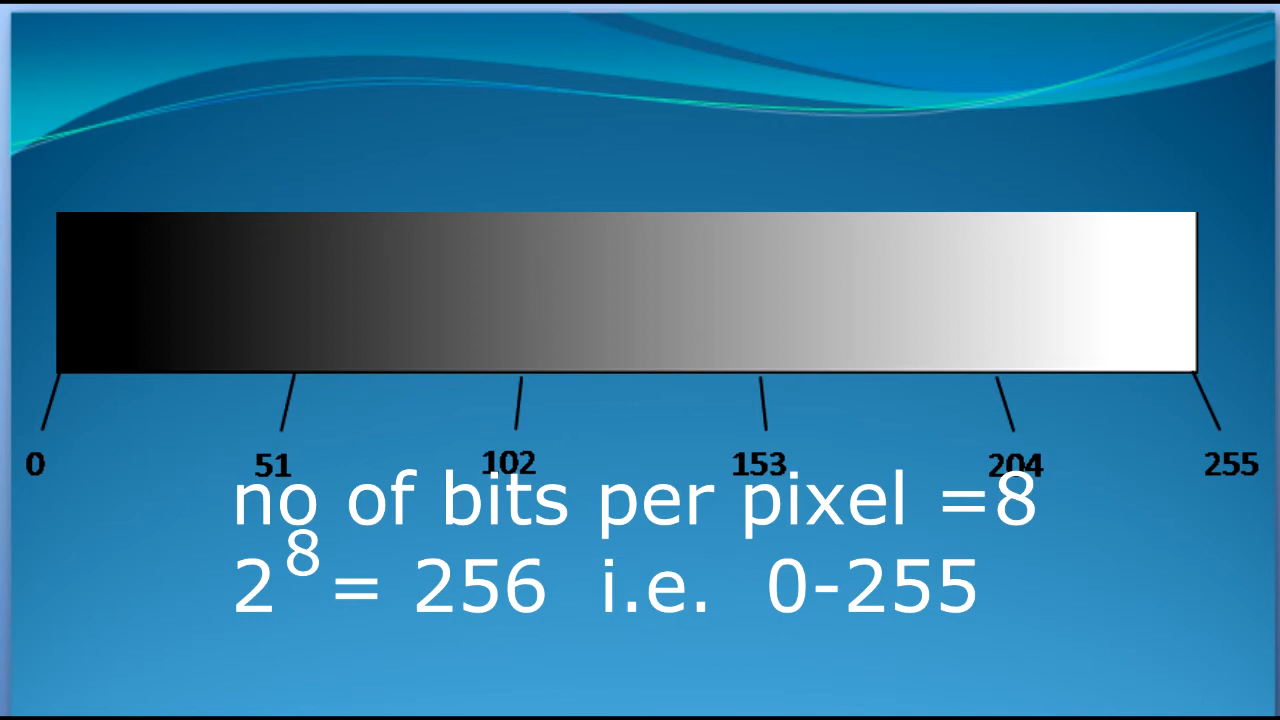 0 51 102 153 204 255
no of bits per pixel =8
2⁸ = 256 i.e. 0-255